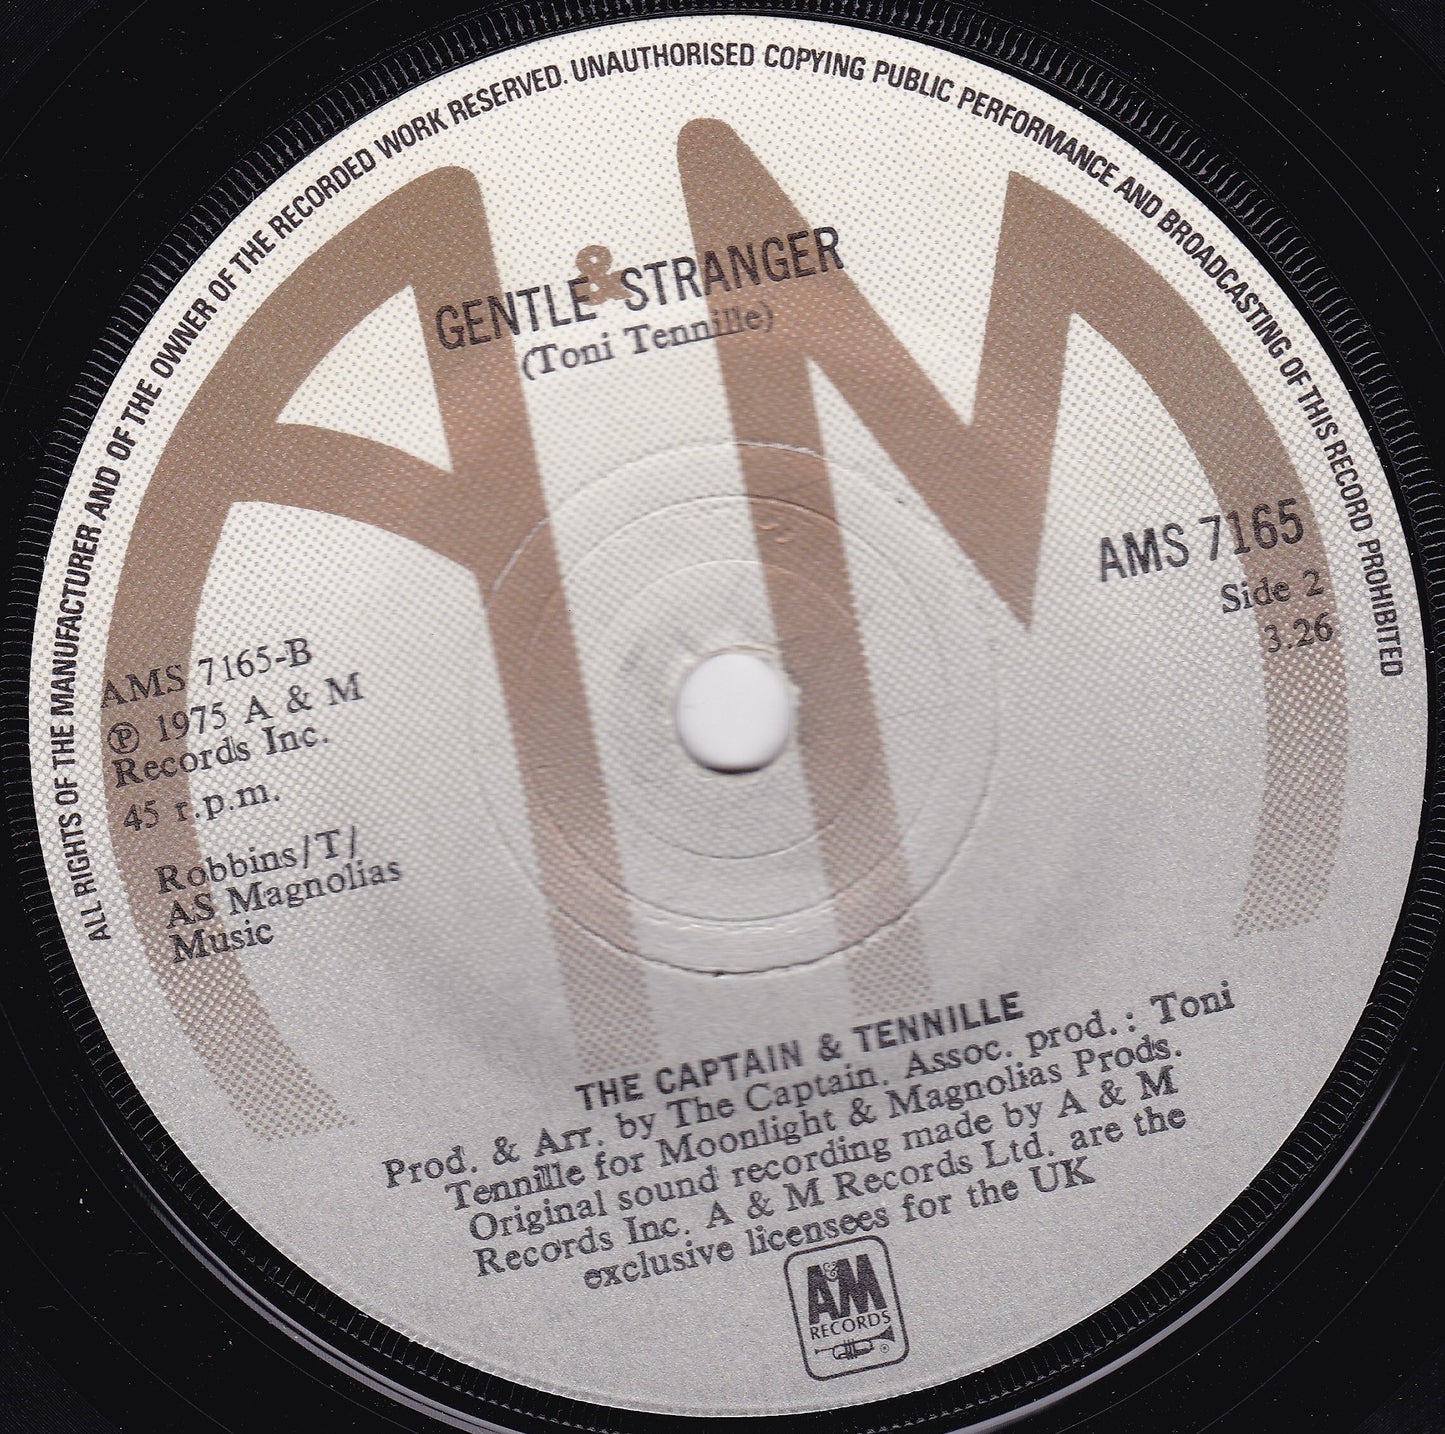 ALL RIGHTS OF THE MANUFACTURER AND OF THE OWNER OF THE RECORDED WORK RESERVED. UNAUTHORISED COPYING PUBLIC PERFORMANCE AND BROADCASTING OF THIS RECORD PROHIBITED
A&M
GENTLE STRANGER
(Toni Tennille)
AMS 7165
Side 2
3.26
AMS 7165-B
℗ 1975 A & M
Records Inc.
45 r.p.m.
Robbins/T/
AS Magnolias
Music
THE CAPTAIN & TENNILLE
Prod. & Arr. by The Captain. Assoc. prod.: Toni
Tennille for Moonlight & Magnolias Prods.
Original sound recording made by A & M
Records Inc. A & M Records Ltd. are the
exclusive licensees for the UK
A&M
RECORDS
®